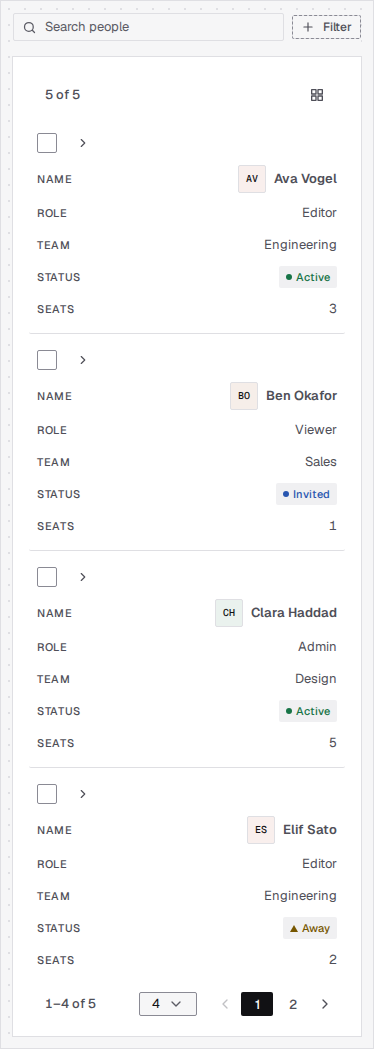 Search people
Filter
5 of 5
NAME AV Ava Vogel
ROLE Editor
TEAM Engineering
STATUS Active
SEATS 3
NAME BO Ben Okafor
ROLE Viewer
TEAM Sales
STATUS Invited
SEATS 1
NAME CH Clara Haddad
ROLE Admin
TEAM Design
STATUS Active
SEATS 5
NAME ES Elif Sato
ROLE Editor
TEAM Engineering
STATUS Away
SEATS 2
1–4 of 5 4 1 2